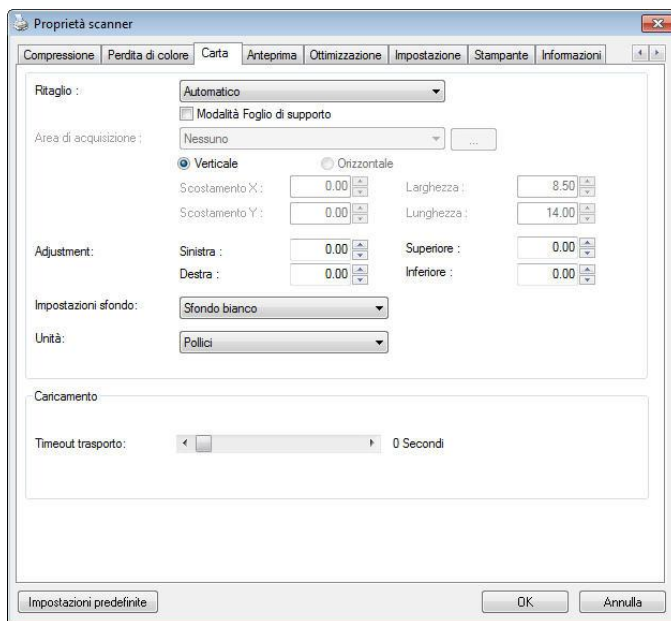 Proprietà scanner
Compressione Perdita di colore Carta Anteprima Ottimizzazione Impostazione Stampante Informazioni
Ritaglio : Automatico
Modalità Foglio di supporto
Area di acquisizione : Nessuno ...
Verticale Orizzontale
Scostamento X : 0.00 Larghezza : 8.50
Scostamento Y : 0.00 Lunghezza : 14.00
Adjustment: Sinistra : 0.00 Superiore : 0.00
Destra : 0.00 Inferiore : 0.00
Impostazioni sfondo: Sfondo bianco
Unità: Pollici
Caricamento
Timeout trasporto: 0 Secondi
Impostazioni predefinite OK Annulla